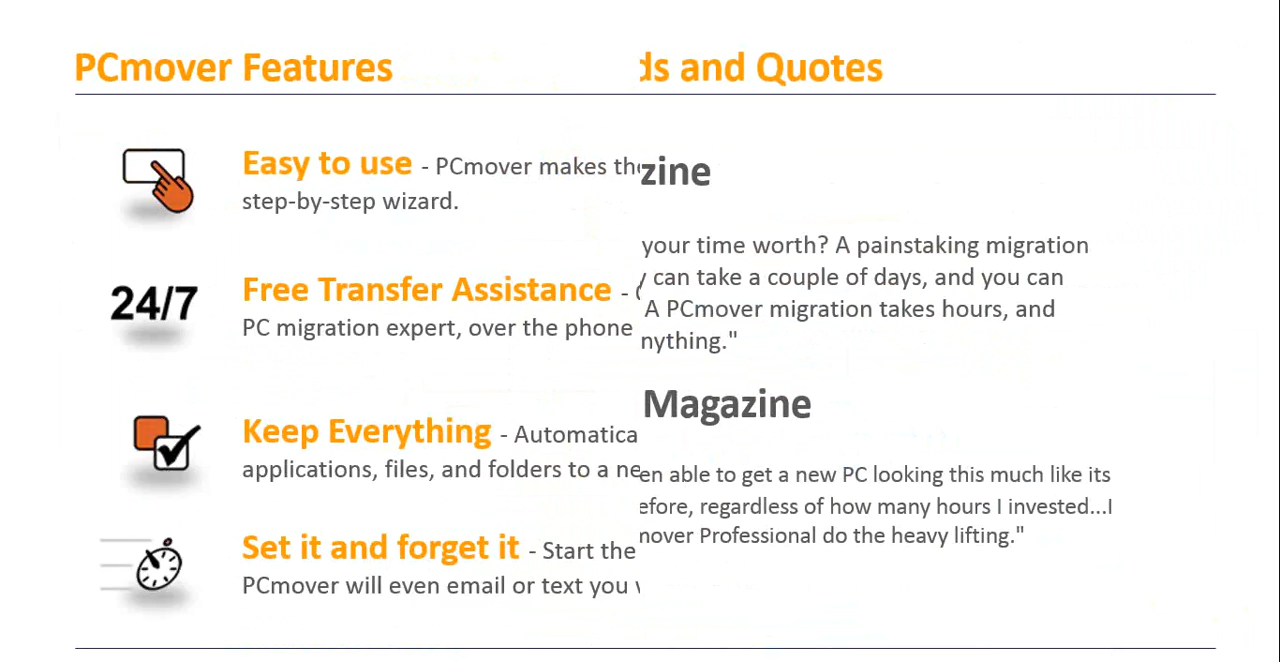 PCmover Features
Easy to use - PCmover makes
step-by-step wizard.
24/7
Free Transfer Assistance -
PC migration expert, over the phone
Keep Everything - Automatica
applications, files, and folders to a ne
Set it and forget it - Start the
PCmover will even email or text you
ds and Quotes
zine
your time worth? A painstaking migration
can take a couple of days, and you can
A PCmover migration takes hours, and
nything."
Magazine
en able to get a new PC looking this much like its
efore, regardless of how many hours I invested...I
mover Professional do the heavy lifting."